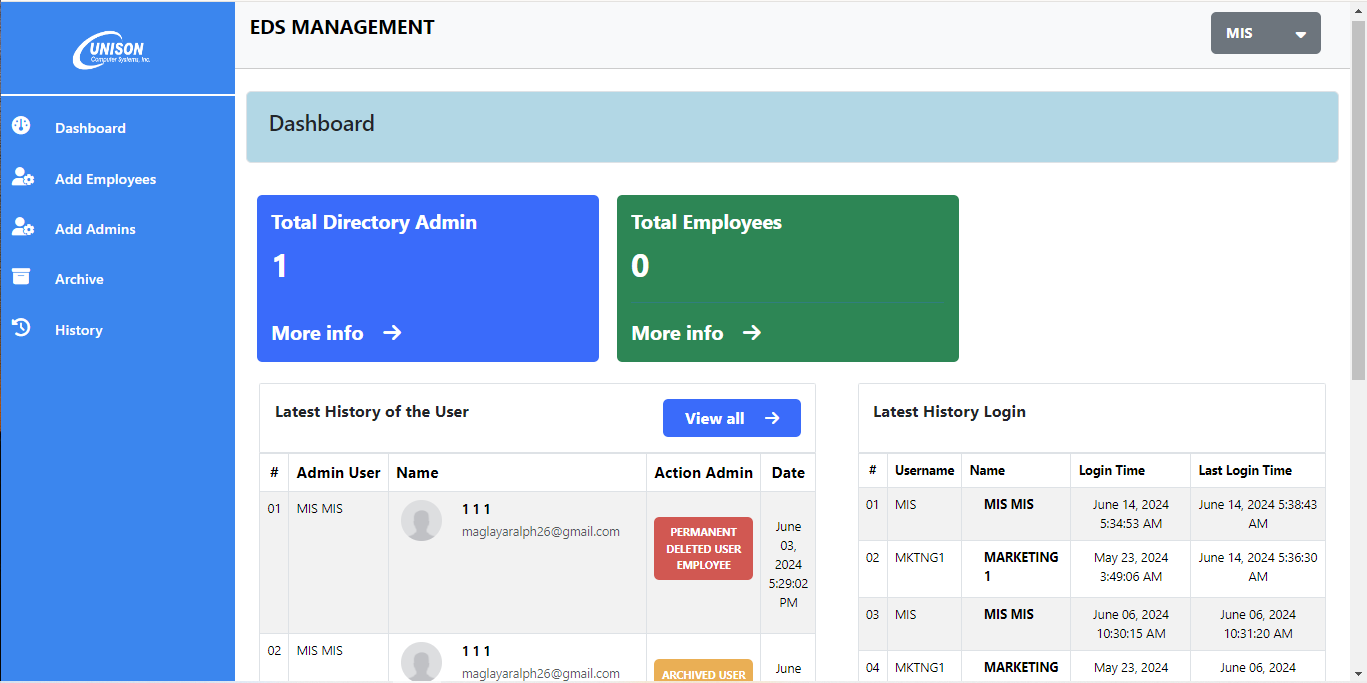 UNISON
Computer Systems, Inc.
EDS MANAGEMENT
MIS
Dashboard
Add Employees
Add Admins
Archive
History
Dashboard
Total Directory Admin
1
More info
Total Employees
0
More info
Latest History of the User
View all
# Admin User Name Action Admin Date
01 MIS MIS 1 1 1
maglayaralph26@gmail.com
PERMANENT
DELETED USER
EMPLOYEE
June
03,
2024
5:29:02
PM
02 MIS MIS 1 1 1
maglayaralph26@gmail.com
ARCHIVED USER
June
Latest History Login
# Username Name Login Time Last Login Time
01 MIS MIS MIS June 14, 2024 June 14, 2024 5:38:43
5:34:53 AM AM
02 MKTNG1 MARKETING May 23, 2024 June 14, 2024 5:36:30
1 3:49:06 AM AM
03 MIS MIS MIS June 06, 2024 June 06, 2024
10:30:15 AM 10:31:20 AM
04 MKTNG1 MARKETING May 23, 2024 June 06, 2024